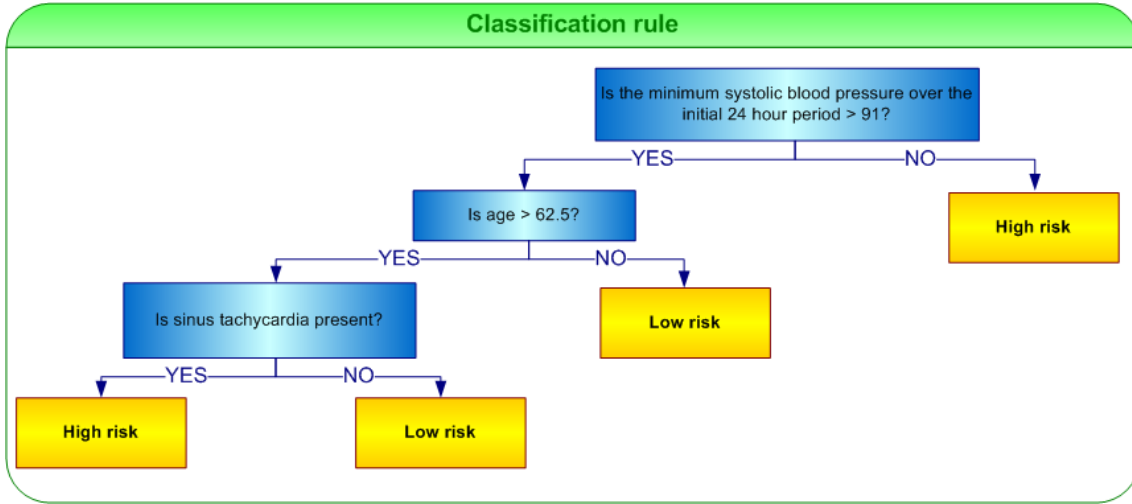 Classification rule
Is the minimum systolic blood pressure over the
initial 24 hour period > 91?
YES
NO
Is age > 62.5?
High risk
YES
NO
Is sinus tachycardia present?
Low risk
YES
NO
High risk
Low risk